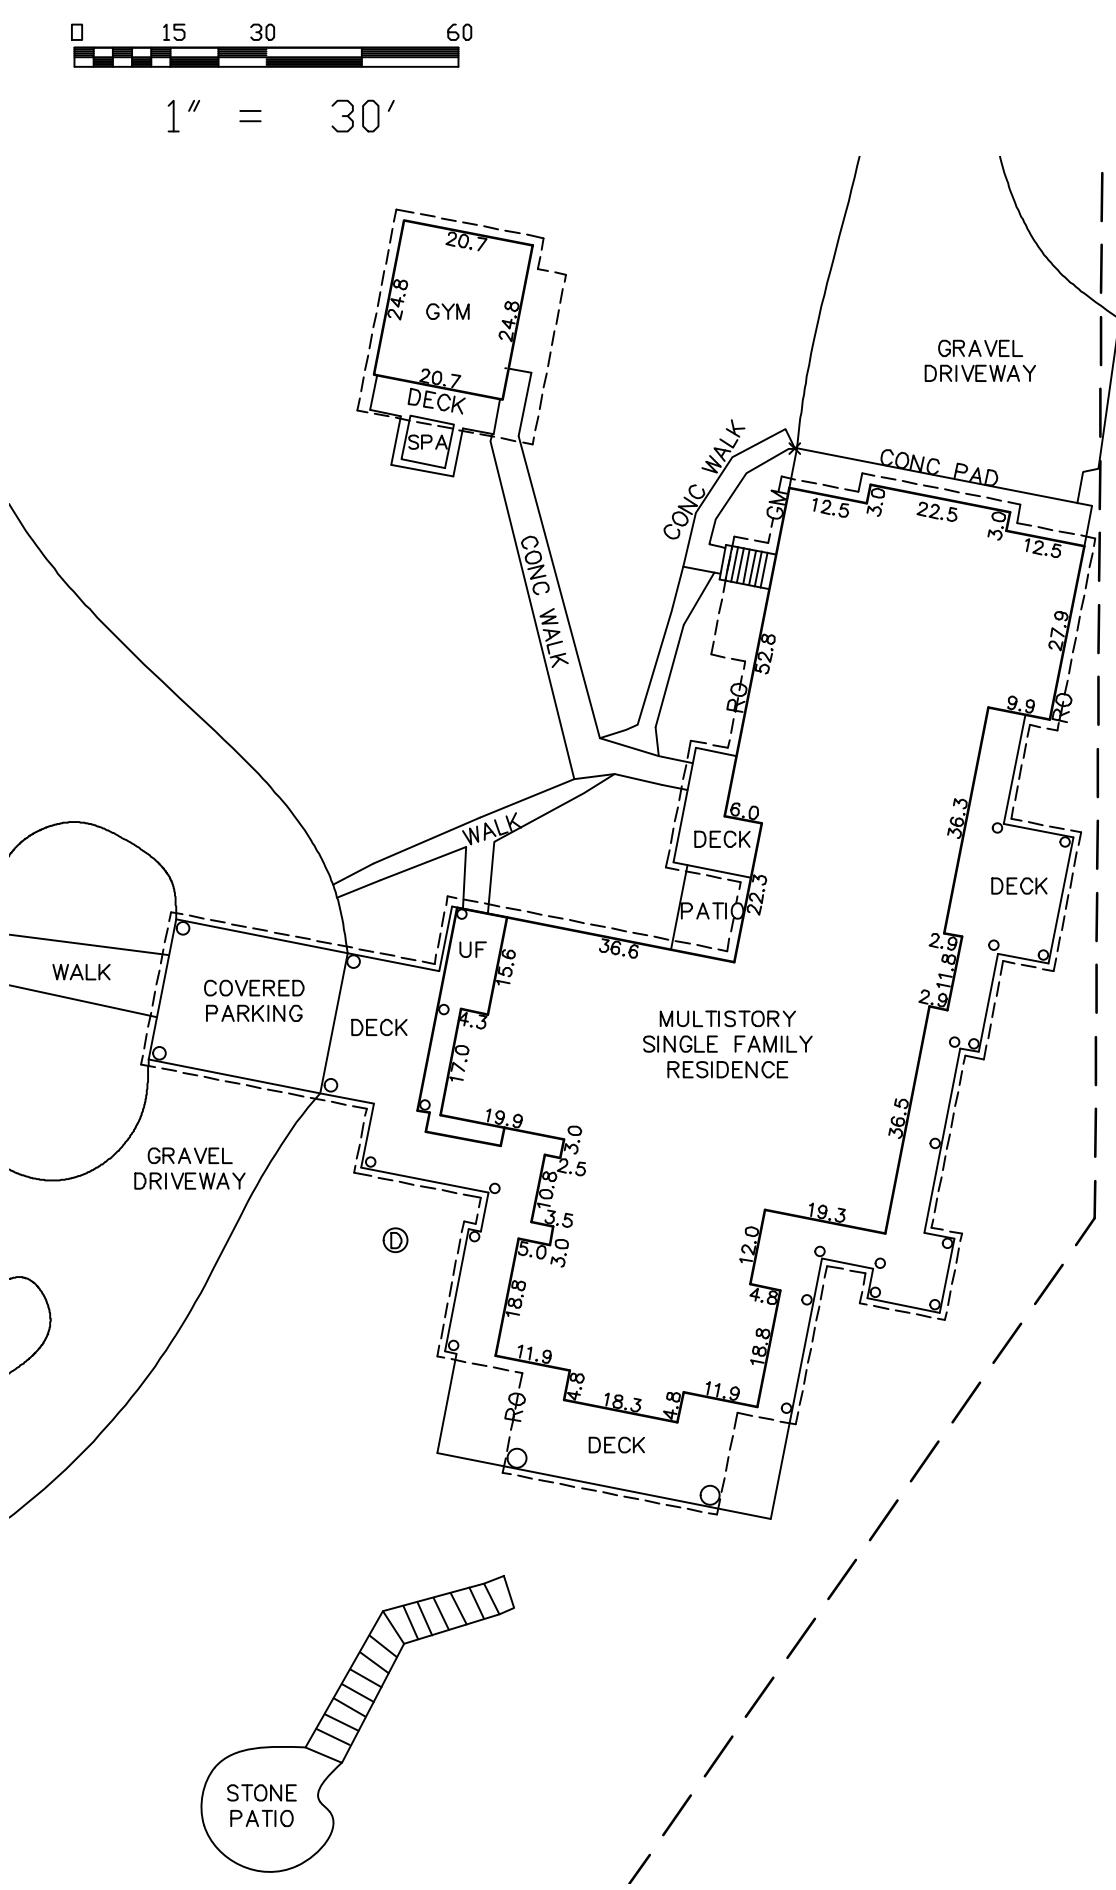 0 15 30 60
1" = 30'
20.7
24.8
GYM
24.8
20.7
DECK
SPA
GRAVEL
DRIVEWAY
CONC WALK
CONC PAD
GM
12.5
3.0
22.5
3.0
12.5
CONC WALK
52.8
27.9
RO
RO
9.9
6.0
DECK
36.3
WALK
22.3
DECK
PATIO
UF
15.6
36.6
2.9
11.8
2.9
WALK
COVERED
PARKING
DECK
4.3
17.0
MULTISTORY
SINGLE FAMILY
RESIDENCE
19.9
3.0
2.5
36.5
GRAVEL
DRIVEWAY
10.8
3.5
3.0
5.0
D
19.3
12.0
4.8
18.8
18.8
11.9
4.8
18.3
4.8
11.9
RO
DECK
STONE
PATIO